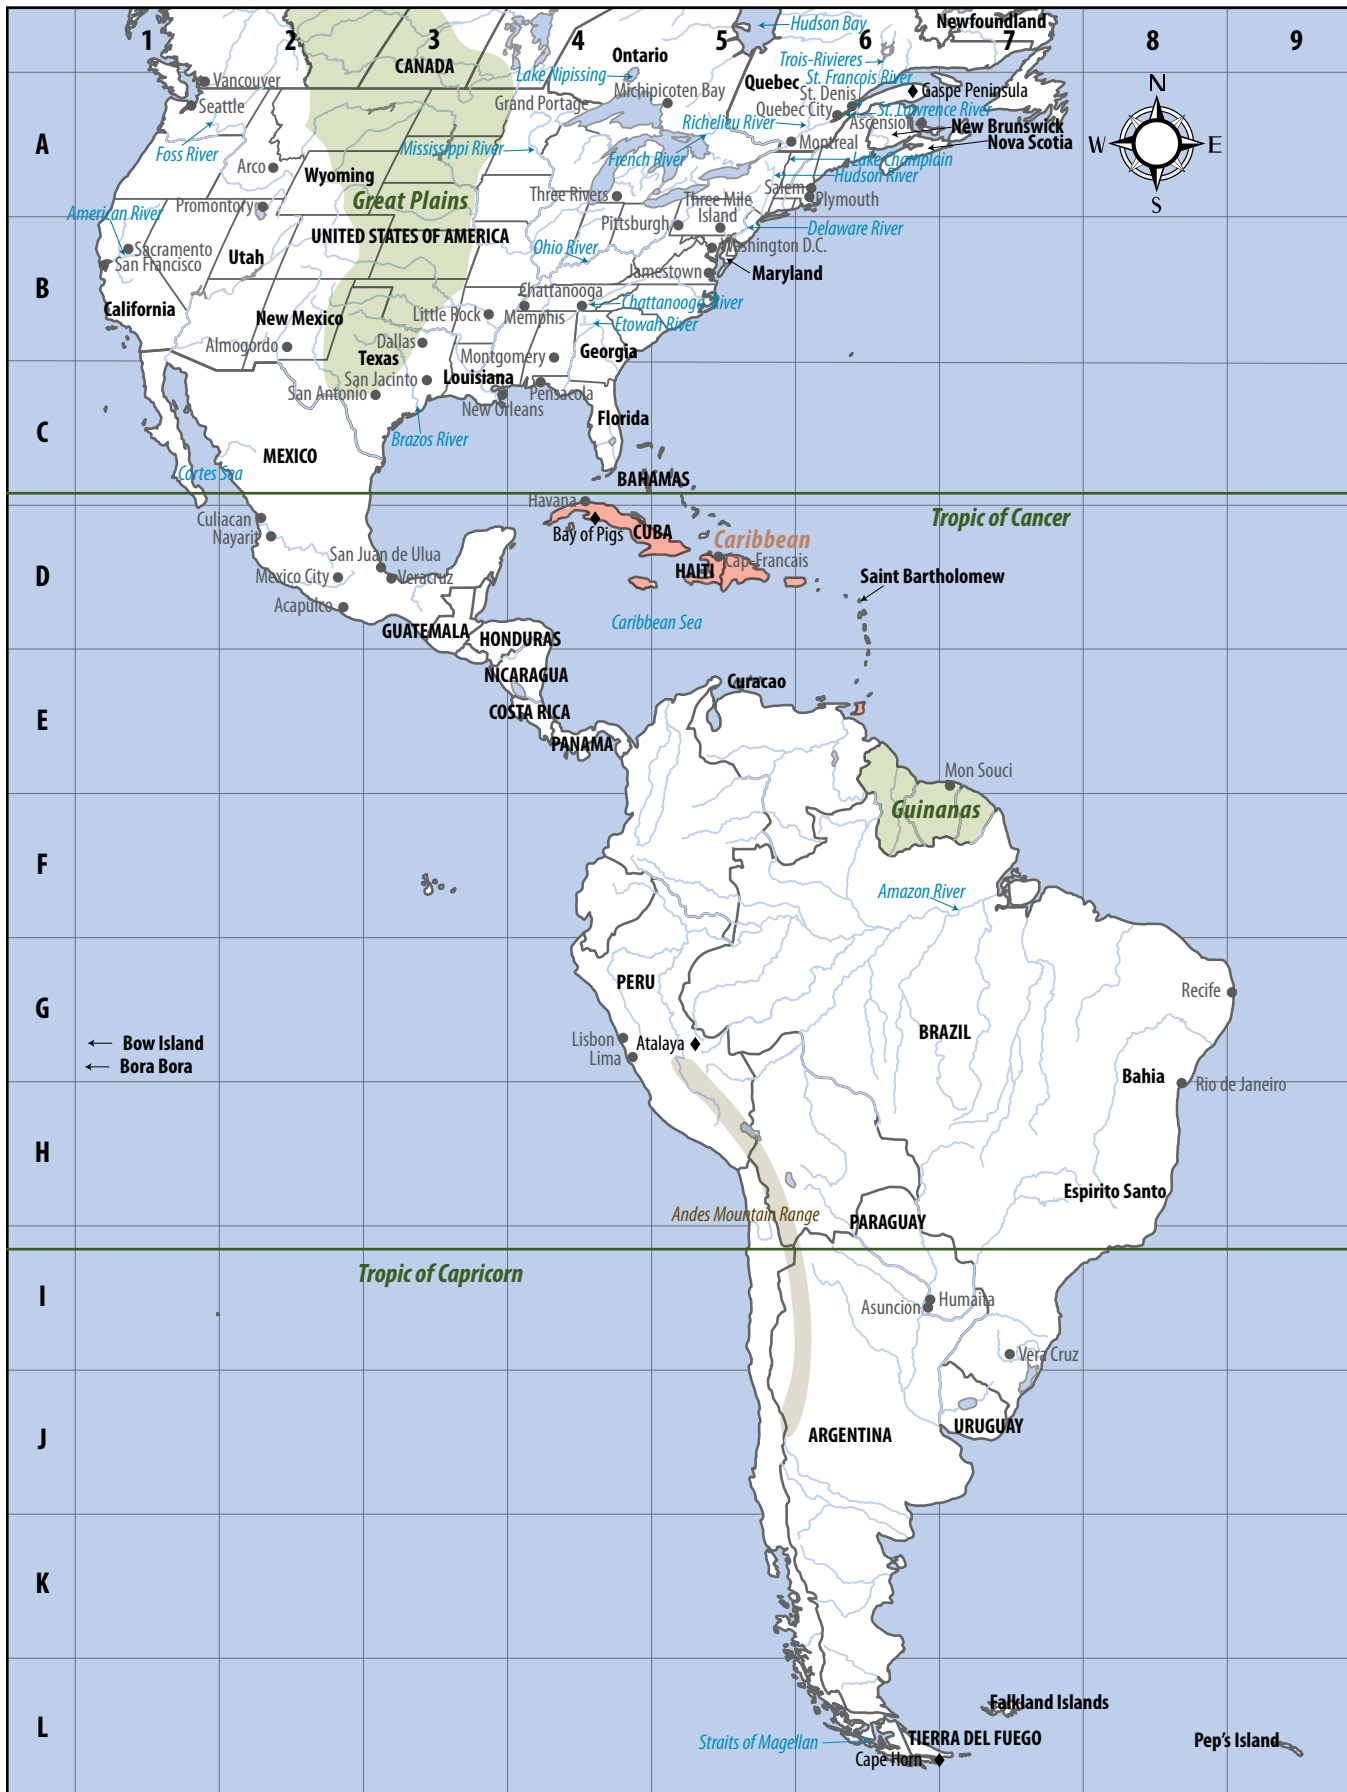 1
2
3
4
5
6
7
8
9
Hudson Bay
Newfoundland
Ontario
Trois-Rivieres
CANADA
Lake Nipissing
Quebec
St. Francois River
Vancouver
Michipicoten Bay
St. Denis
Gaspe Peninsula
Seattle
Grand Portage
Quebec City
St. Lawrence River
Foss River
Richelieu River
Ascension
New Brunswick
A
Mississippi River
French River
Montreal
Nova Scotia
Lake Champlain
Arco
Wyoming
Hudson River
Great Plains
Three Rivers
Three Mile
Island
Salem
Plymouth
American River
Promontory
Pittsburgh
Delaware River
UNITED STATES OF AMERICA
Sacramento
Utah
Ohio River
Washington D.C.
San Francisco
Jamestown
Maryland
B
California
Chattanooga
Chattanooga River
New Mexico
Little Rock
Memphis
Etowah River
Almogordo
Dallas
Texas
Montgomery
Georgia
San Jacinto
Louisiana
San Antonio
New Orleans
Pensacola
Florida
C
Brazos River
MEXICO
Cortes Sea
BAHAMAS
Havana
Tropic of Cancer
Culiacan
Nayarit
Bay of Pigs
CUBA
Caribbean
San Juan de Ulua
Cap-Francais
D
Mexico City
Veracruz
HAITI
Saint Bartholomew
Acapulco
Caribbean Sea
GUATEMALA
HONDURAS
NICARAGUA
Curacao
E
COSTA RICA
PANAMA
Mon Souci
Guinanas
F
Amazon River
PERU
Recife
G
BRAZIL
Bow Island
Lisbon
Atalaya
Bora Bora
Lima
Bahia
Rio de Janeiro
H
Espirito Santo
Andes Mountain Range
PARAGUAY
Tropic of Capricorn
I
Humaita
Asuncion
Vera Cruz
J
ARGENTINA
URUGUAY
K
Falkland Islands
L
Straits of Magellan
TIERRA DEL FUEGO
Pep's Island
Cape Horn
N
W
E
S